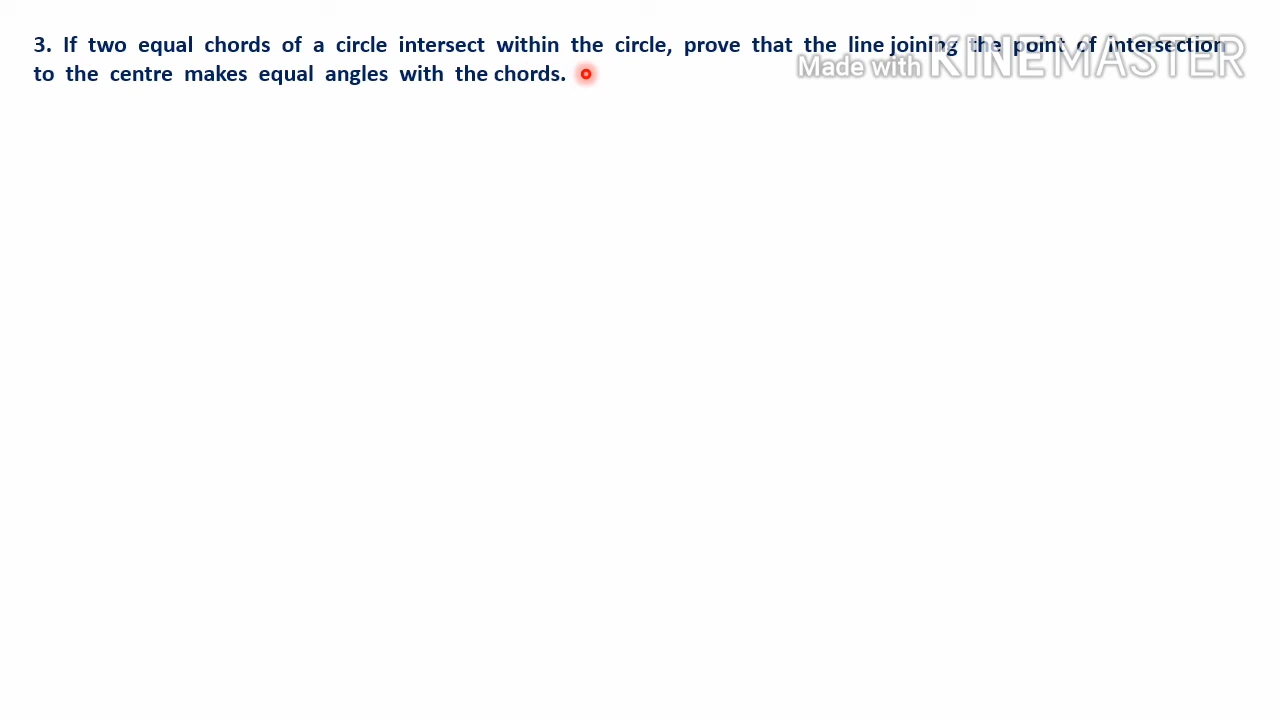 3. If two equal chords of a circle intersect within the circle, prove that the line joining the point of intersection
to the centre makes equal angles with the chords.
Made with KINEMASTER